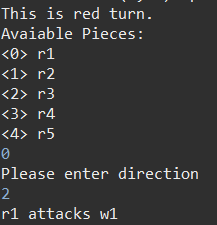 This is red turn.
Avaiable Pieces:
<0> r1
<1> r2
<2> r3
<3> r4
<4> r5
0
Please enter direction
2
r1 attacks w1